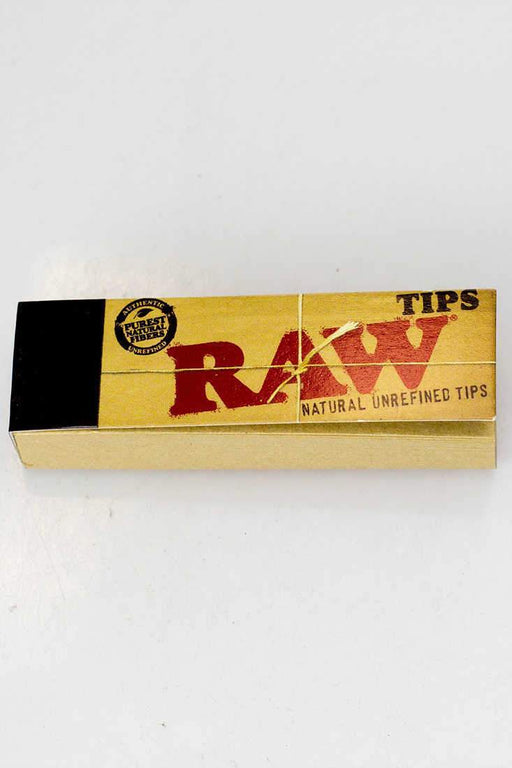 AUTHENTIC
PUREST
NATURAL
FIBERS
UNREFINED
TIPS
RAW®
NATURAL UNREFINED TIPS